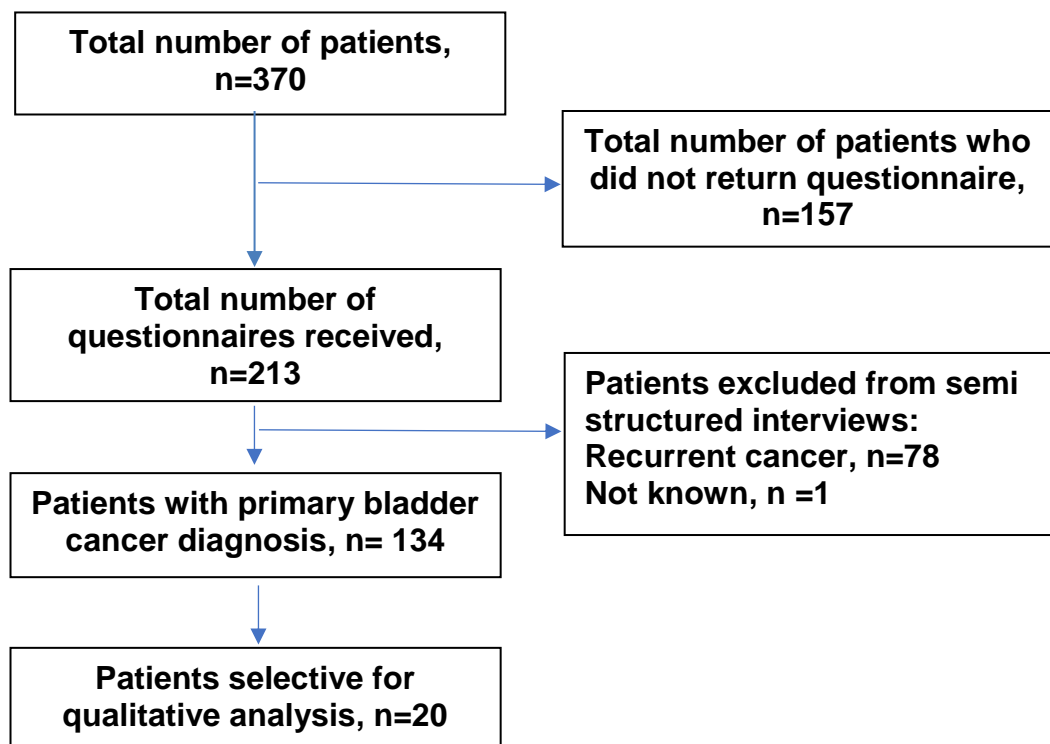 Total number of patients,
n=370
Total number of patients who
did not return questionnaire,
n=157
Total number of
questionnaires received,
n=213
Patients excluded from semi
structured interviews:
Recurrent cancer, n=78
Not known, n =1
Patients with primary bladder
cancer diagnosis, n= 134
Patients selective for
qualitative analysis, n=20